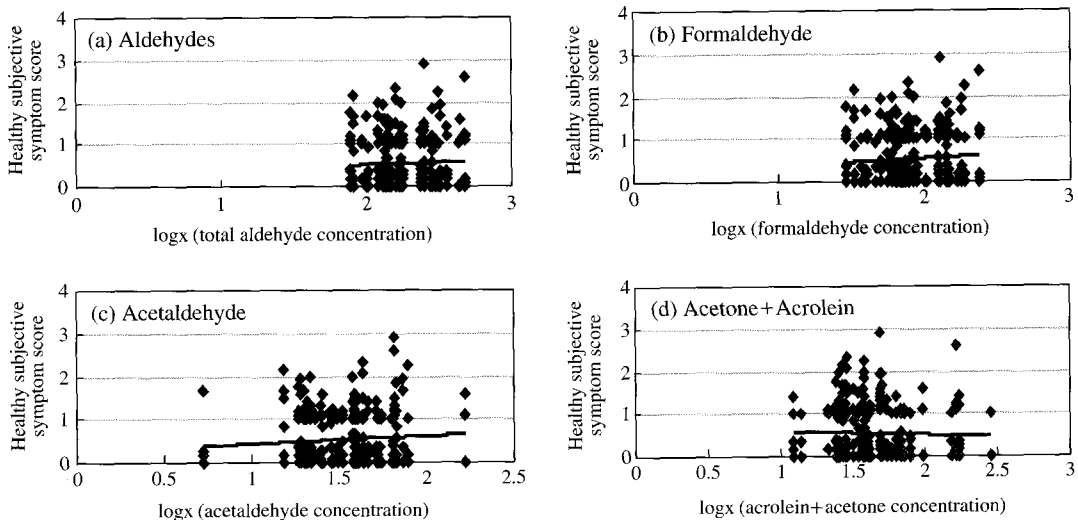 (a) Aldehydes
Healthy subjective
symptom score
4
3
2
1
0
0
1
2
3
logx (total aldehyde concentration)
(b) Formaldehyde
Healthy subjective
symptom score
4
3
2
1
0
0
1
2
3
logx (formaldehyde concentration)
(c) Acetaldehyde
Healthy subjective
symptom score
4
3
2
1
0
0
0.5
1
1.5
2
2.5
logx (acetaldehyde concentration)
(d) Acetone+Acrolein
Healthy subjective
symptom score
4
3
2
1
0
0
0.5
1
1.5
2
2.5
3
logx (acrolein+acetone concentration)